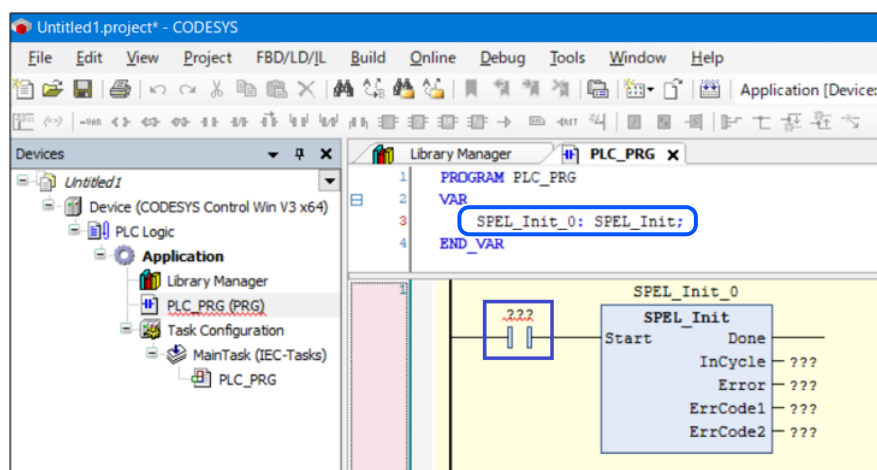 Untitled1.project* - CODESYS
File Edit View Project FBD/LD/IL Build Online Debug Tools Window Help
Application [Device:
Devices
Library Manager PLC_PRG
Untitled1
Device (CODESYS Control Win V3 x64)
PLC Logic
Application
Library Manager
PLC_PRG (PRG)
Task Configuration
MainTask (IEC-Tasks)
PLC_PRG
1 PROGRAM PLC_PRG
2 VAR
3 SPEL_Init_0: SPEL_Init;
4 END_VAR
1
SPEL_Init_0
??? SPEL_Init
Start Done
InCycle ???
Error ???
ErrCode1 ???
ErrCode2 ???